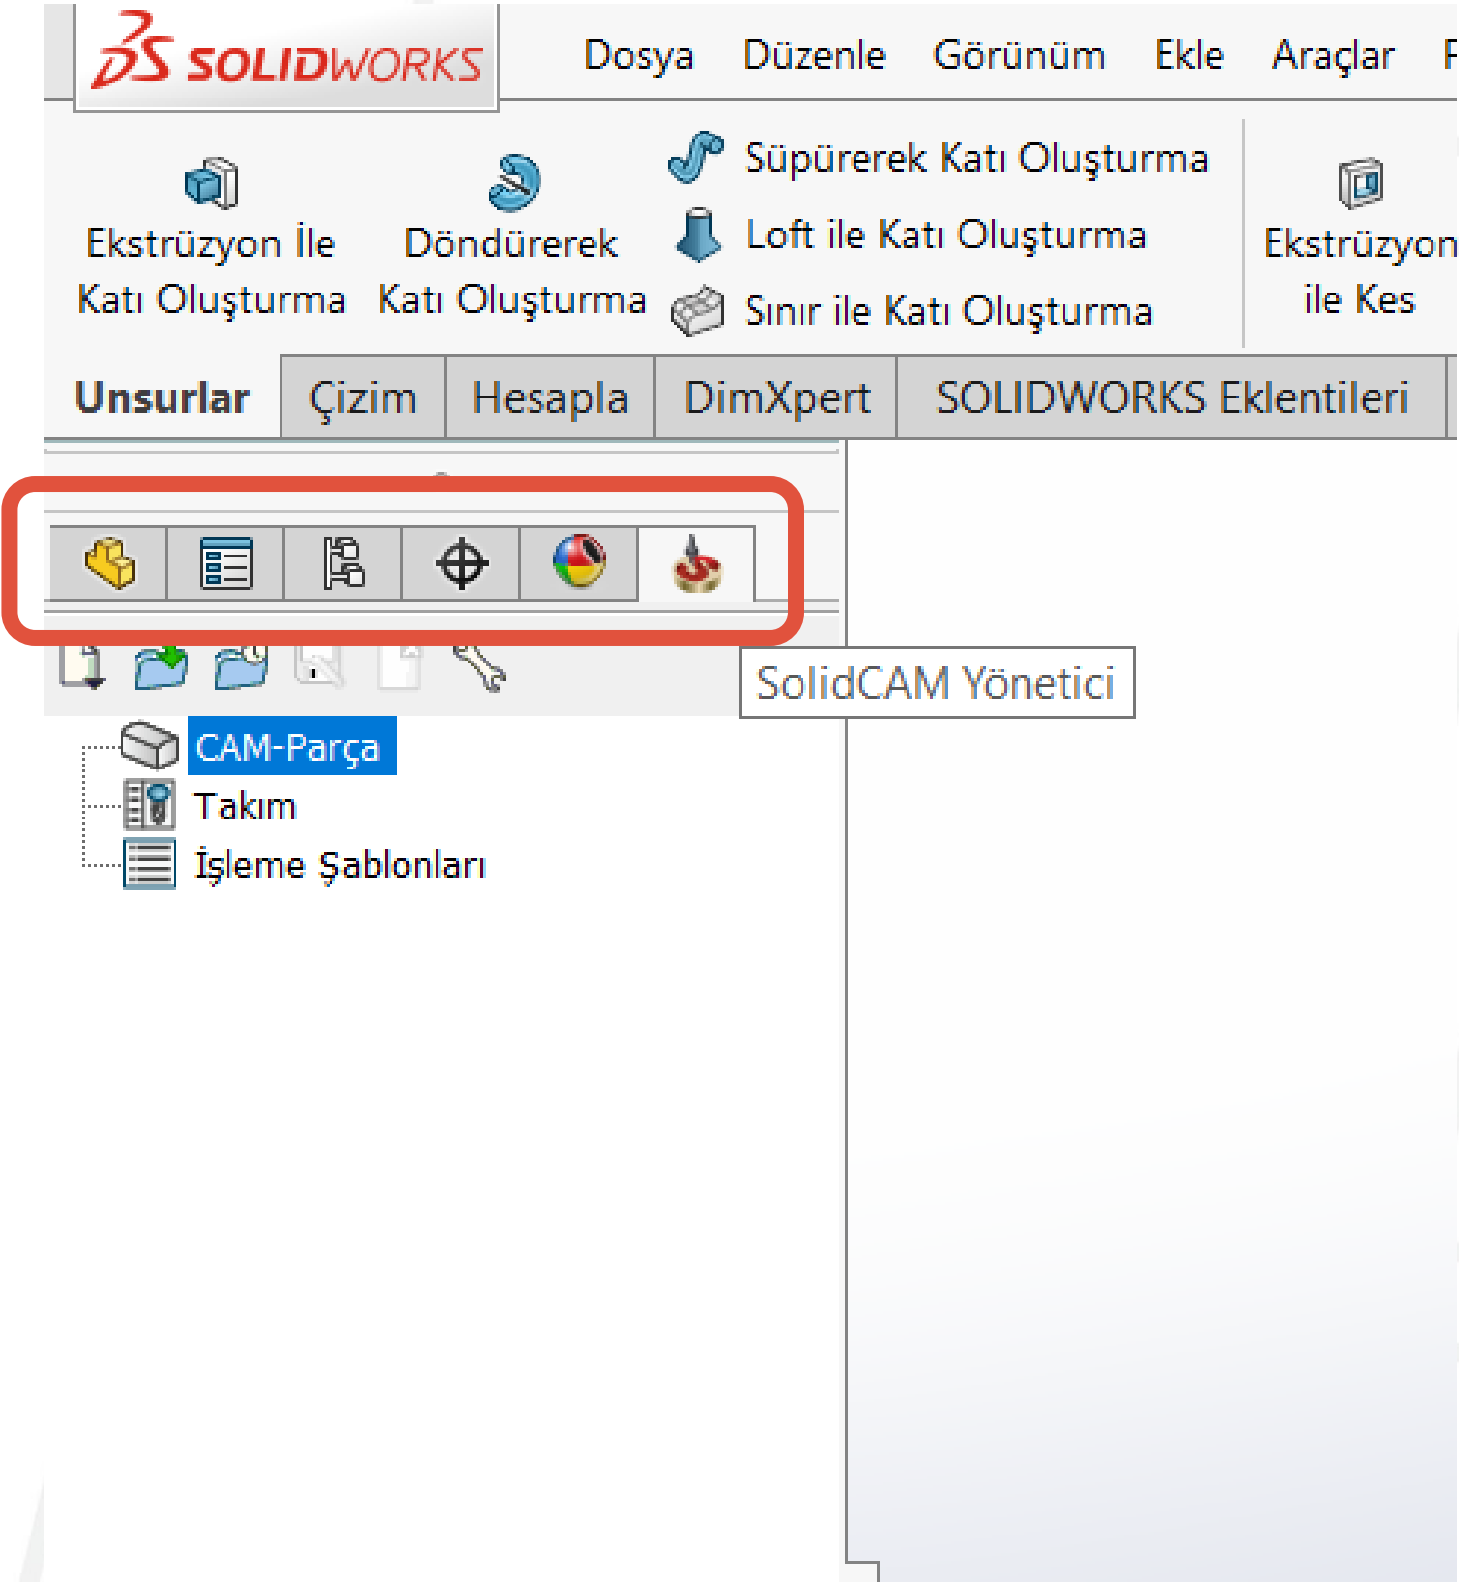 SOLIDWORKS
Dosya Düzenle Görünüm Ekle Araçlar
Ekstrüzyon İle
Katı Oluşturma
Döndürerek
Katı Oluşturma
Süpürerek Katı Oluşturma
Loft ile Katı Oluşturma
Sınır ile Katı Oluşturma
Ekstrüzyon
ile Kes
Unsurlar Çizim Hesapla DimXpert SOLIDWORKS Eklentileri
SolidCAM Yönetici
CAM-Parça
Takım
İşleme Şablonları